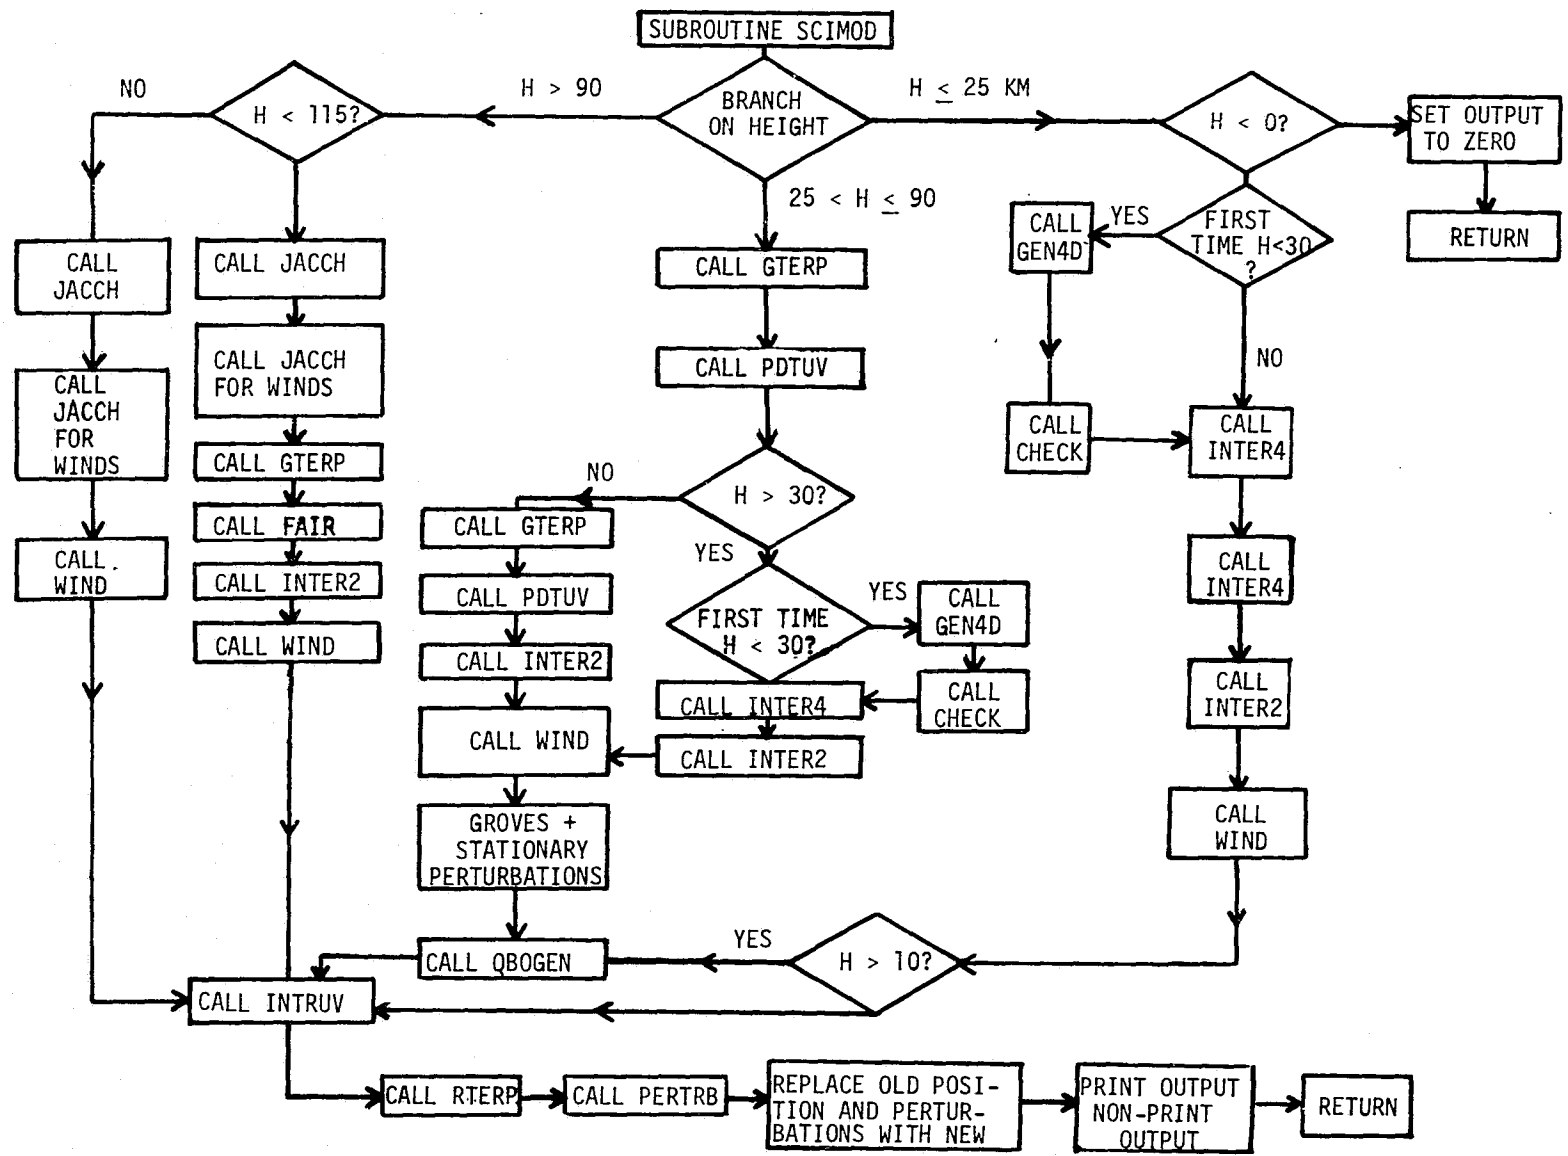 SUBROUTINE SCIMOD
BRANCH
ON HEIGHT
H > 90
H ≤ 25 KM
25 < H ≤ 90
NO
H < 115?
H < 0?
SET OUTPUT
TO ZERO
RETURN
FIRST
TIME H<30
?
YES
CALL
GEN4D
NO
CALL
CHECK
CALL
INTER4
CALL
INTER4
CALL
INTER2
CALL
WIND
CALL
JACCH
CALL
JACCH
FOR
WINDS
CALL.
WIND
CALL JACCH
CALL JACCH
FOR WINDS
CALL GTERP
CALL FAIR
CALL INTER2
CALL WIND
CALL GTERP
CALL PDTUV
H > 30?
NO
YES
CALL GTERP
CALL PDTUV
CALL INTER2
CALL WIND
GROVES +
STATIONARY
PERTURBATIONS
FIRST TIME
H < 30?
YES
CALL
GEN4D
CALL
CHECK
CALL INTER4
CALL INTER2
H > 10?
YES
CALL QBOGEN
CALL INTRUV
CALL RTERP
CALL PERTRB
REPLACE OLD POSI-
TION AND PERTUR-
BATIONS WITH NEW
PRINT OUTPUT
NON-PRINT
OUTPUT
RETURN